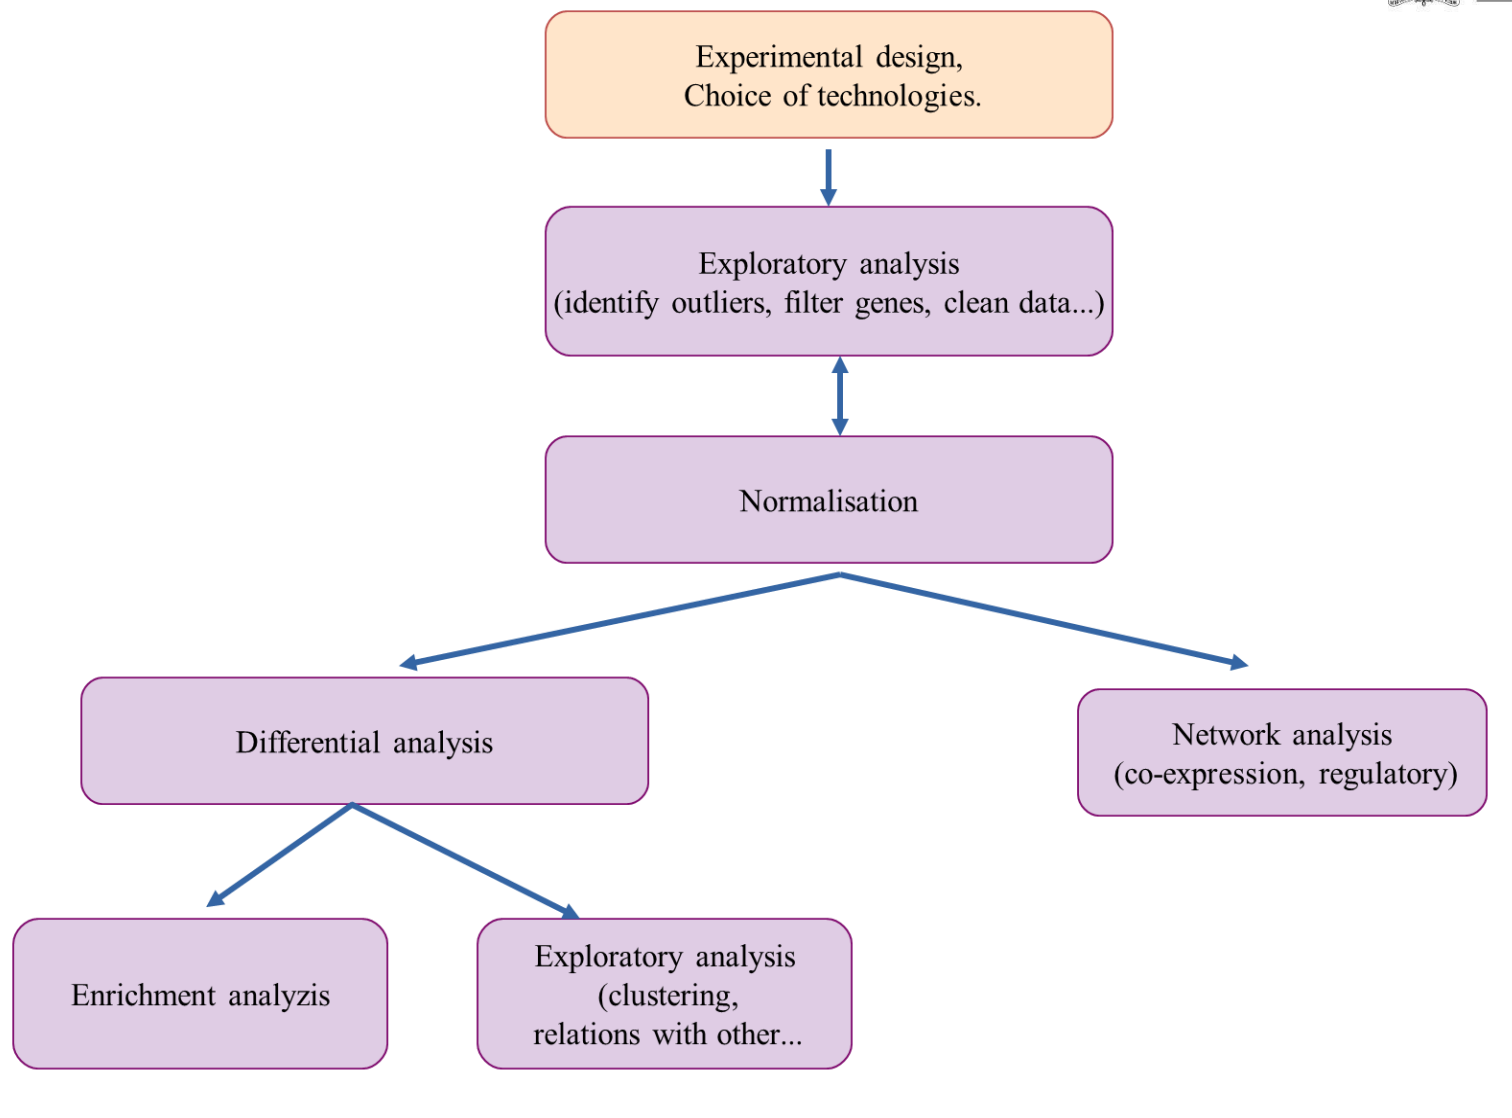 Experimental design,
Choice of technologies.
Exploratory analysis
(identify outliers, filter genes, clean data...)
Normalisation
Differential analysis
Network analysis
(co-expression, regulatory)
Enrichment analyzis
Exploratory analysis
(clustering,
relations with other...